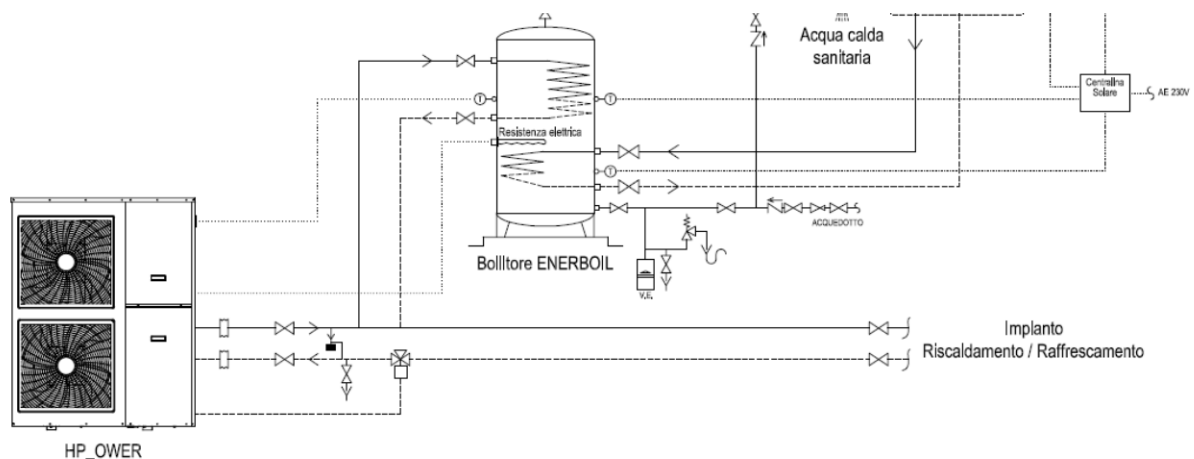 Acqua calda
sanitaria
Centralina
Solare
AE 230V
T
T
Resistenza elettrica
T
ACQUEDOTTO
Bollitore ENERBOIL
V.E.
Impianto
Riscaldamento / Raffrescamento
HP_OWER